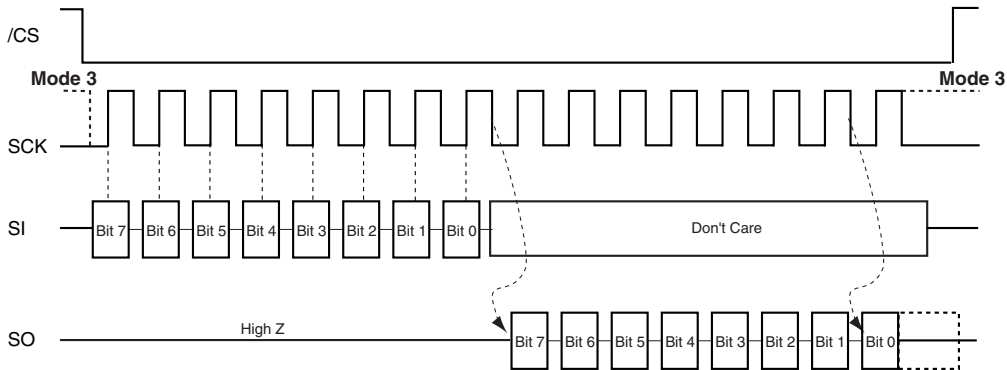 /CS
Mode 3
Mode 3
SCK
SI
Bit 7
Bit 6
Bit 5
Bit 4
Bit 3
Bit 2
Bit 1
Bit 0
Don't Care
SO
High Z
Bit 7
Bit 6
Bit 5
Bit 4
Bit 3
Bit 2
Bit 1
Bit 0